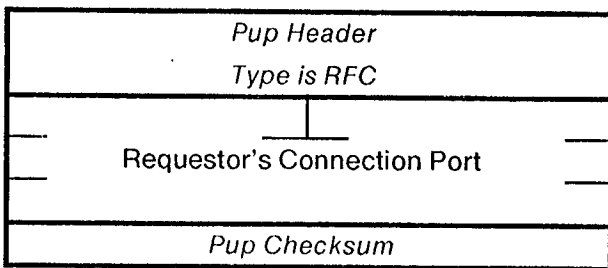 Pup Header
Type is RFC
Requestor's Connection Port
Pup Checksum